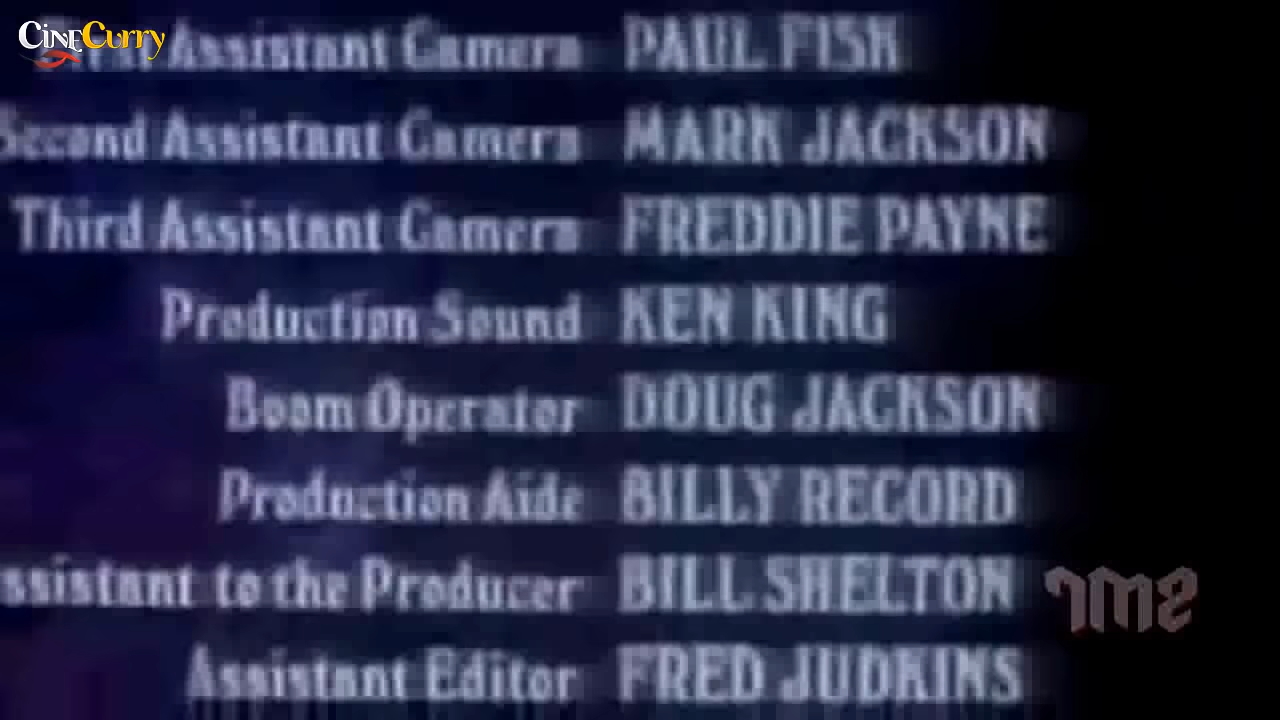 CineCurry
Assistant Camera PAUL FISK
Second Assistant Camera MARK JACKSON
Third Assistant Camera FREDDIE PAYNE
Production Sound KEN KING
Boom Operator DOUG JACKSON
Production Aide BILLY RECORD
ssistant to the Producer BILL SHELTON
Assistant Editor FRED JUDKINS